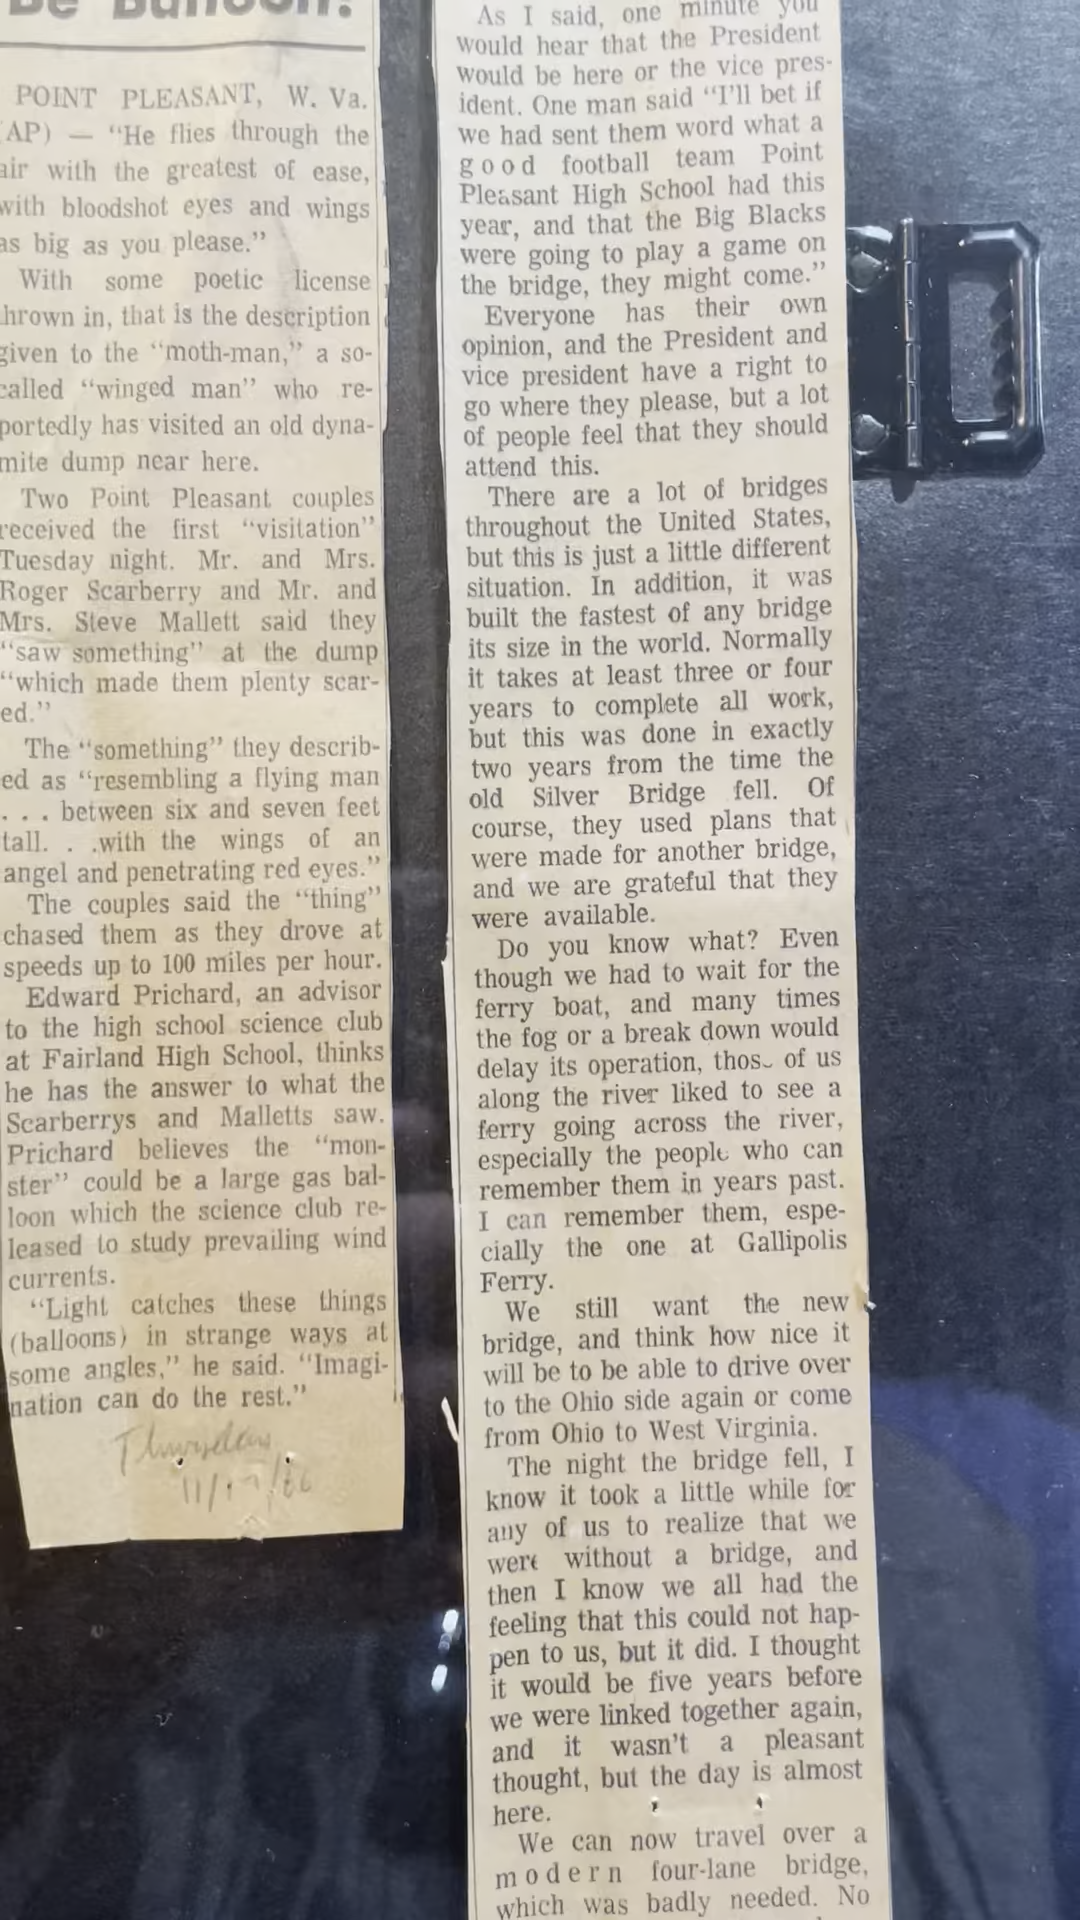 Be Balloon?
POINT PLEASANT, W. Va.
(AP) — “He flies through the
air with the greatest of ease,
with bloodshot eyes and wings
as big as you please.”
With some poetic license
thrown in, that is the description
given to the “moth-man,” a so-
called “winged man” who re-
portedly has visited an old dyna-
mite dump near here.
Two Point Pleasant couples
received the first “visitation”
Tuesday night. Mr. and Mrs.
Roger Scarberry and Mr. and
Mrs. Steve Mallett said they
“saw something” at the dump
“which made them plenty scar-
ed.”
The “something” they describ-
ed as “resembling a flying man
. . . between six and seven feet
tall. . .with the wings of an
angel and penetrating red eyes.”
The couples said the “thing”
chased them as they drove at
speeds up to 100 miles per hour.
Edward Prichard, an advisor
to the high school science club
at Fairland High School, thinks
he has the answer to what the
Scarberrys and Malletts saw.
Prichard believes the “mon-
ster” could be a large gas bal-
loon which the science club re-
leased to study prevailing wind
currents.
“Light catches these things
(balloons) in strange ways at
some angles,” he said. “Imagi-
nation can do the rest.”
Thursday
11/17/66
As I said, one minute you
would hear that the President
would be here or the vice pres-
ident. One man said “I’ll bet if
we had sent them word what a
good football team Point
Pleasant High School had this
year, and that the Big Blacks
were going to play a game on
the bridge, they might come.”
Everyone has their own
opinion, and the President and
vice president have a right to
go where they please, but a lot
of people feel that they should
attend this.
There are a lot of bridges
throughout the United States,
but this is just a little different
situation. In addition, it was
built the fastest of any bridge
its size in the world. Normally
it takes at least three or four
years to complete all work,
but this was done in exactly
two years from the time the
old Silver Bridge fell. Of
course, they used plans that
were made for another bridge,
and we are grateful that they
were available.
Do you know what? Even
though we had to wait for the
ferry boat, and many times
the fog or a break down would
delay its operation, those of us
along the river liked to see a
ferry going across the river,
especially the people who can
remember them in years past.
I can remember them, espe-
cially the one at Gallipolis
Ferry.
We still want the new
bridge, and think how nice it
will be to be able to drive over
to the Ohio side again or come
from Ohio to West Virginia.
The night the bridge fell, I
know it took a little while for
any of us to realize that we
were without a bridge, and
then I know we all had the
feeling that this could not hap-
pen to us, but it did. I thought
it would be five years before
we were linked together again,
and it wasn’t a pleasant
thought, but the day is almost
here.
We can now travel over a
modern four-lane bridge,
which was badly needed. No